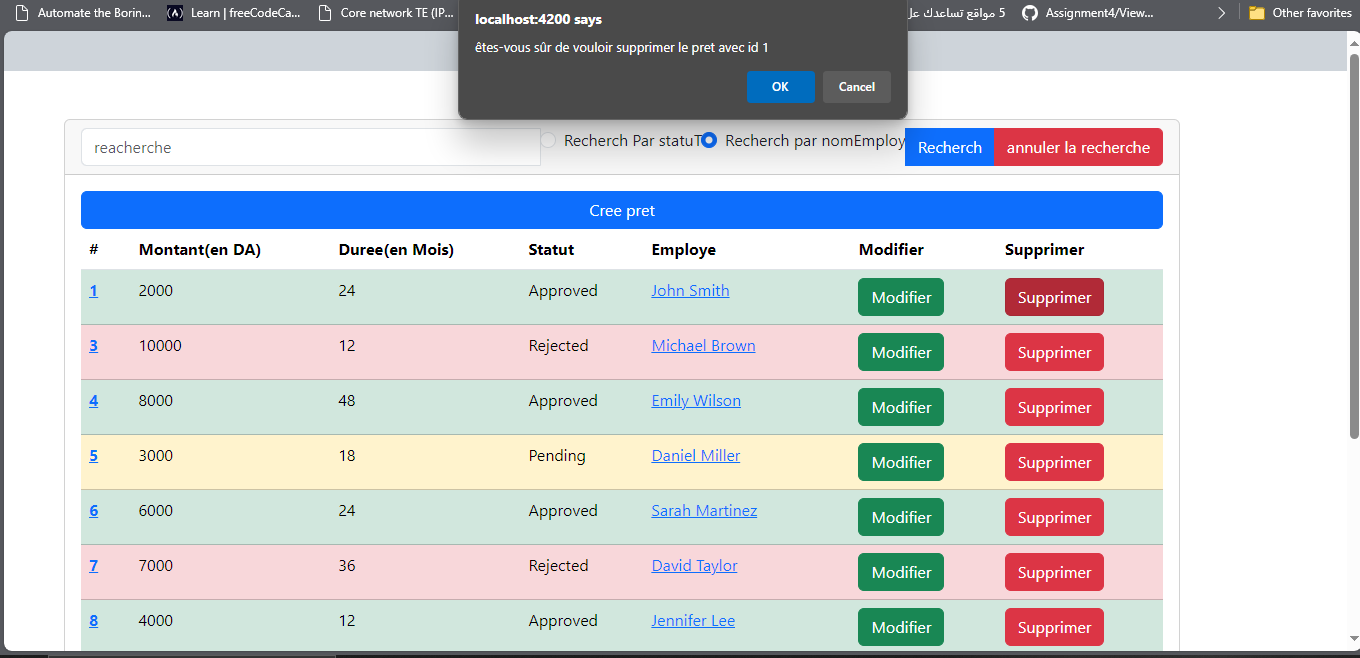 Automate the Borin... Learn | freeCodeCa... Core network TE (IP... 5 مواقع تساعدك عل Assignment4/View... Other favorites
localhost:4200 says
êtes-vous sûr de vouloir supprimer le pret avec id 1
OK Cancel
reacherche Recherch Par statuT Recherch par nomEmploy Recherch annuler la recherche
Cree pret
# Montant(en DA) Duree(en Mois) Statut Employe Modifier Supprimer
1 2000 24 Approved John Smith Modifier Supprimer
3 10000 12 Rejected Michael Brown Modifier Supprimer
4 8000 48 Approved Emily Wilson Modifier Supprimer
5 3000 18 Pending Daniel Miller Modifier Supprimer
6 6000 24 Approved Sarah Martinez Modifier Supprimer
7 7000 36 Rejected David Taylor Modifier Supprimer
8 4000 12 Approved Jennifer Lee Modifier Supprimer